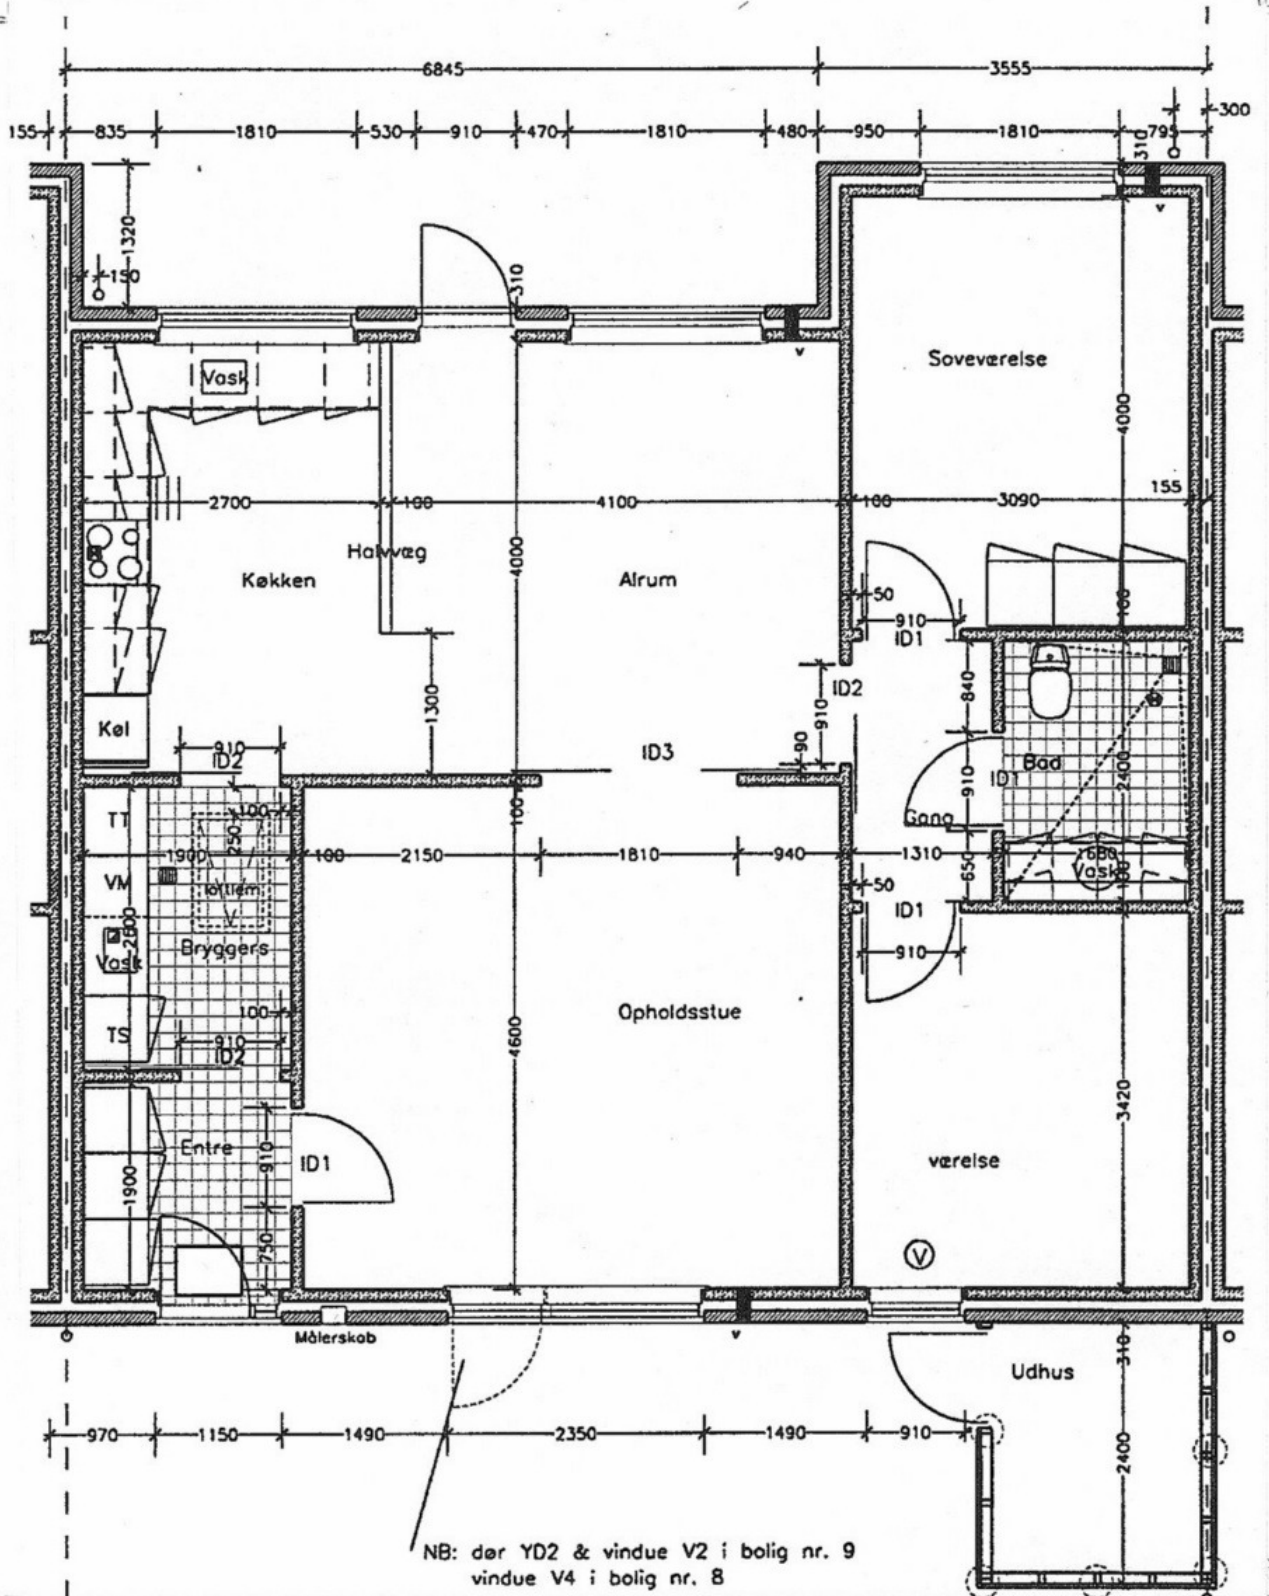 6845 3555
155 835 1810 530 910 470 1810 480 950 1810 795 300
310
1320
150
310
v
v
Vask
Soveværelse
4000
155
2700 100 4100 100 3090
Halvvæg
Køkken
4000
Alrum
50
910
ID1
100
ID2
910
840
1300
Køl
910
ID2
ID3
90
Bad
2400
910
ID1
Gang
TT
100
250
100
1900 100 2150 1810 940 1310 1680
650
100
Vask
VM
loftlem
V
50
ID1
910
2600
Bryggers
Vask
100
TS
910
ID2
Opholdsstue
4600
3420
Entre
910
ID1
1900
værelse
750
V
Målerskab
v
310
Udhus
970 1150 1490 2350 1490 910
2400
NB: dør YD2 & vindue V2 i bolig nr. 9
vindue V4 i bolig nr. 8